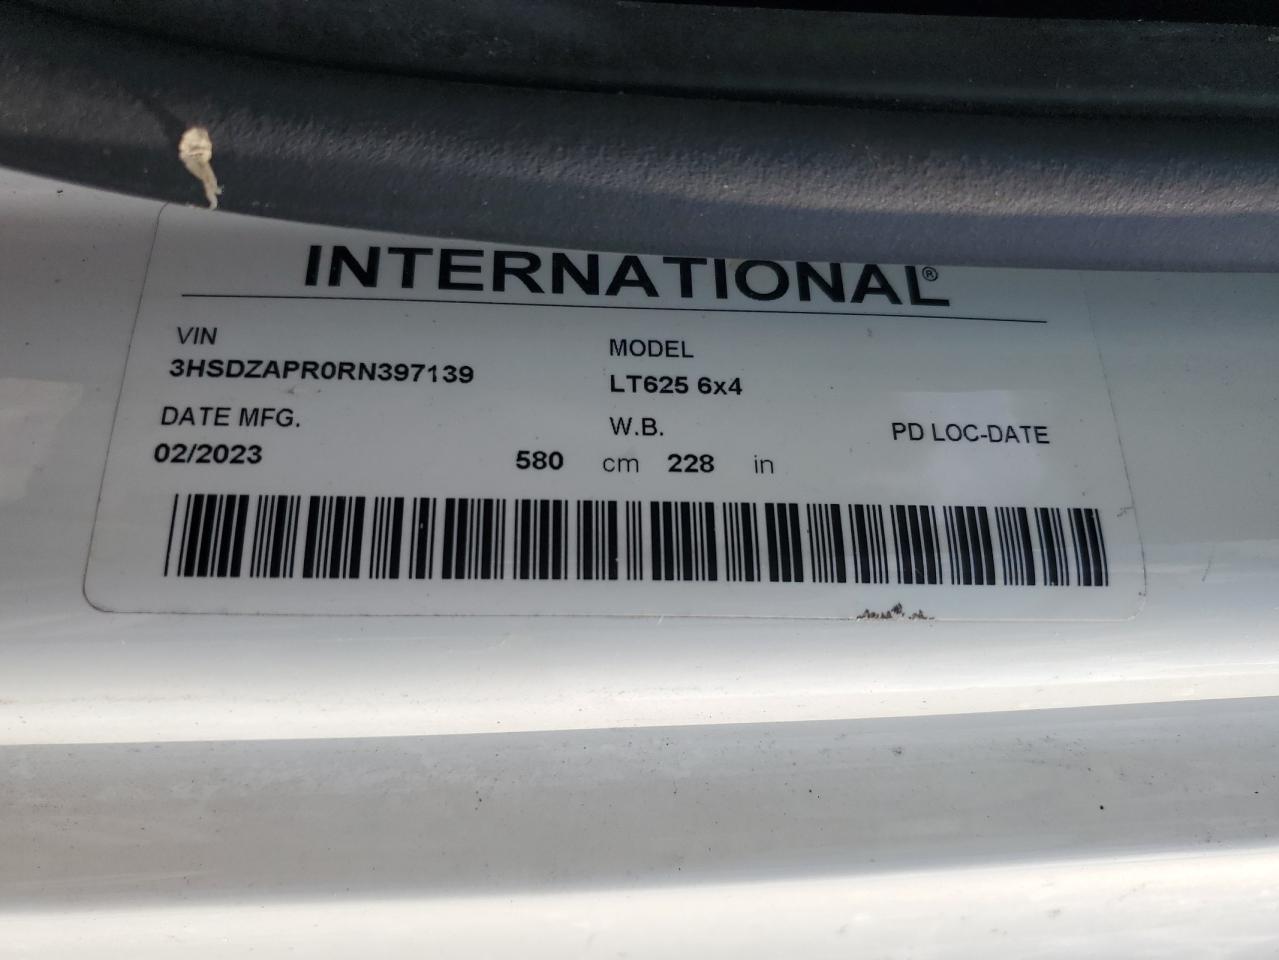 INTERNATIONAL®
VIN
3HSDZAPR0RN397139
MODEL
LT625 6x4
DATE MFG.
02/2023
W.B.
580 cm 228 in
PD LOC-DATE